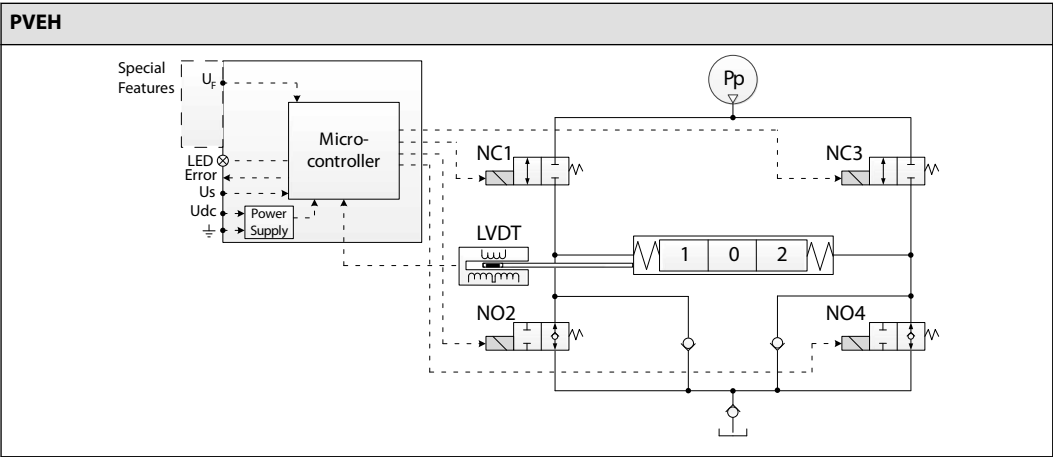 PVEH
Special
Features
U_F
Pp
Micro-
controller
NC1
NC3
LED
Error
Us
Udc
Power
Supply
LVDT
1 0 2
NO2
NO4